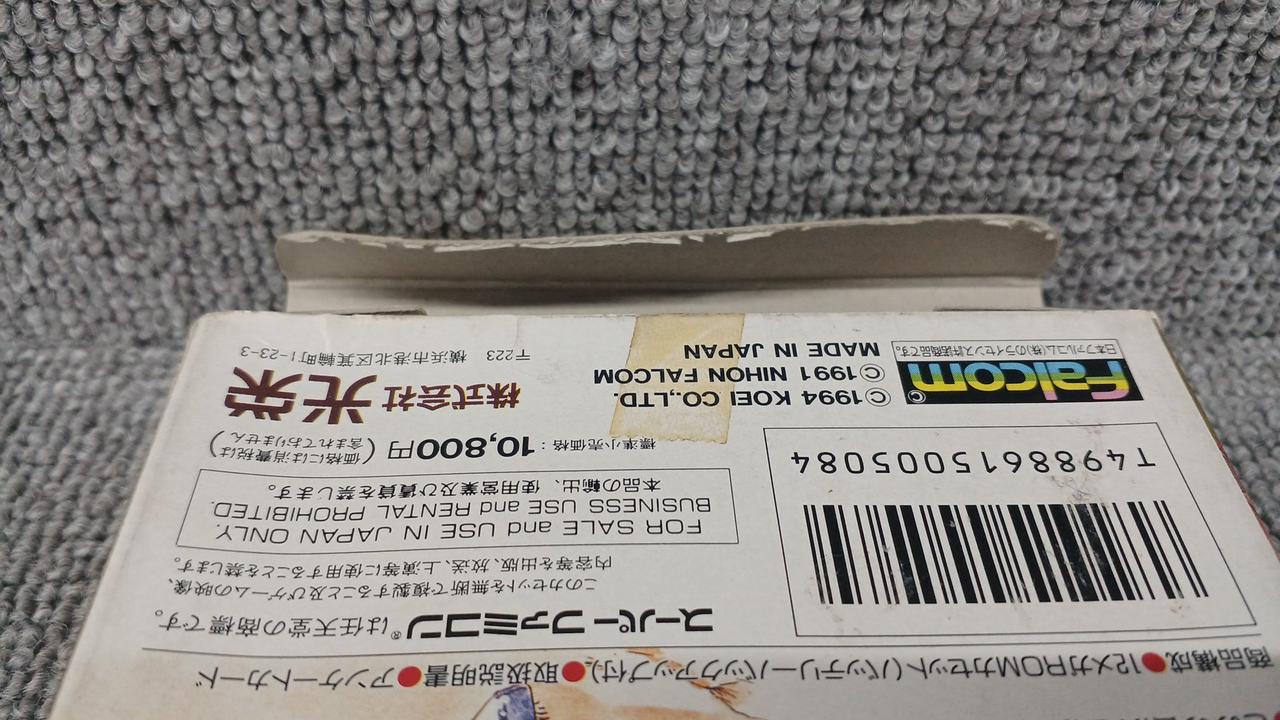 商品構成●12メガROMカセット(バッテリーバックアップ付)●取扱説明書●アンケートカード
スーパーファミコン®は任天堂の商標です。
このカセットを無断で複製すること及びゲームの映像、
内容等を出版、放送、上演等に使用することを禁じます。
FOR SALE and USE IN JAPAN ONLY.
BUSINESS USE and RENTAL PROHIBITED.
本品の輸出、使用営業及び賃貸を禁じます。
標準小売価格:10,800円(価格には消費税は含まれておりません)
株式会社光栄
〒223 横浜市港北区箕輪町1-23-3
T4988615005084
Falcom©
日本ファルコム(株)のライセンス許諾商品です。
©1994 KOEI CO.,LTD.
©1991 NIHON FALCOM
MADE IN JAPAN